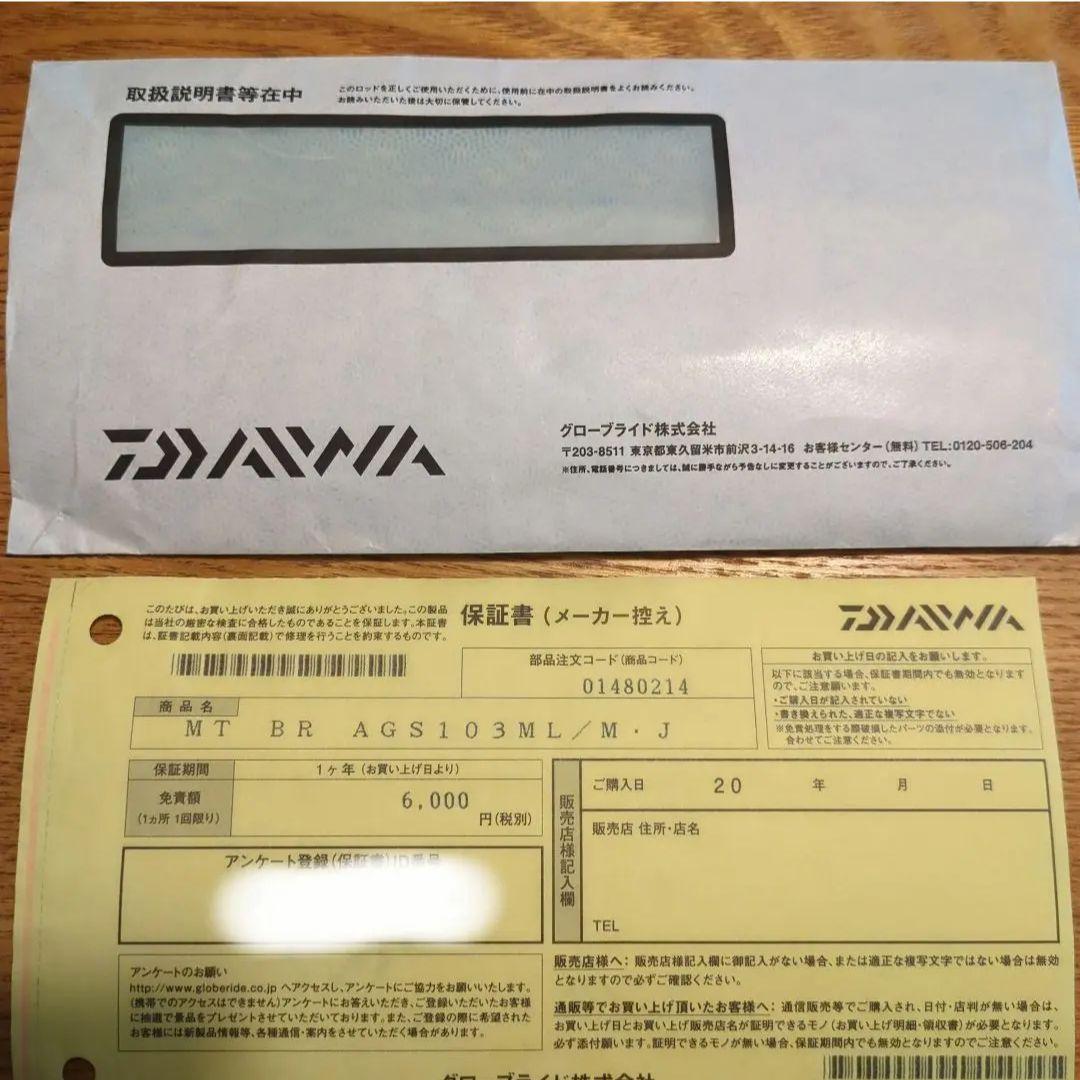 取扱説明書等在中
このロッドを正しくご使用いただくために、使用前に在中の取扱説明書をよくお読みください。
お読みいただいた後は大切に保管してください。
DAIWA
グローブライド株式会社
〒203-8511 東京都東久留米市前沢3-14-16 お客様センター(無料) TEL:0120-506-204
※住所、電話番号につきましては、誠に勝手ながら予告なしに変更することがございますので、ご了承ください。
このたびは、お買い上げいただき誠にありがとうございました。この製品
は当社の厳密な検査に合格したものであることを保証します。本証書
は、証書記載内容(裏面記載)で修理を行うことを約束するものです。
保証書(メーカー控え)
DAIWA
部品注文コード(商品コード)
01480214
商品名
MT BR AGS103ML/M・J
お買い上げ日の記入をお願いします。
以下に該当する場合、保証書期間内でも無効となります
ので、ご注意願います。
・ご購入日が記入されていない
・書き換えられた、適正な複写文字でない
※免責処理をする際破損したパーツの添付が必要となります。
合わせてご注意ください。
保証期間
1ヶ年(お買い上げ日より)
免責額
(1ヵ所 1回限り)
6,000
円(税別)
アンケート登録(保証書)ID番号
販売店様記入欄
ご購入日 20 年 月 日
販売店 住所・店名
TEL
アンケートのお願い
http://www.globeride.co.jp へアクセスし、アンケートにご協力をお願いいたします。
(携帯でのアクセスはできません)アンケートにお答えいただき、ご登録いただいたお客様
に抽選で景品をプレゼントさせていただいております。また、ご登録の際に希望された
お客様には新製品情報等、各種通信・案内をさせていただく場合があります。
販売店様へ:販売店様記入欄に御記入がない場合、または適正な複写文字ではない場合は無効
となりますので必ずご確認ください。
通販等でお買い上げ頂いたお客様へ:通信販売等でご購入され、日付・店判が無い場合は、
お買い上げ日とお買い上げ販売店名が証明できるモノ(お買い上げ明細・領収書)が必要となります。
必ず添付願います。証明できるモノが無い場合、保証期間内でも無効となりますのでご注意ください。
グローブライド株式会社